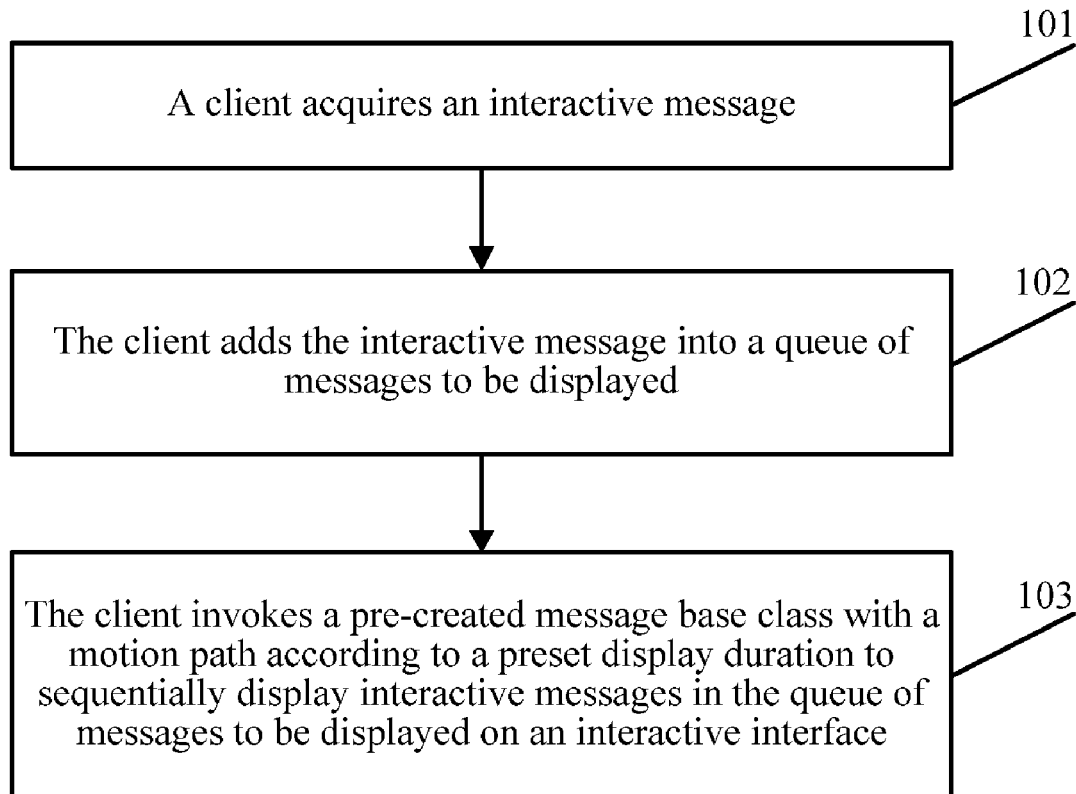 101
A client acquires an interactive message
102
The client adds the interactive message into a queue of
messages to be displayed
103
The client invokes a pre-created message base class with a
motion path according to a preset display duration to
sequentially display interactive messages in the queue of
messages to be displayed on an interactive interface